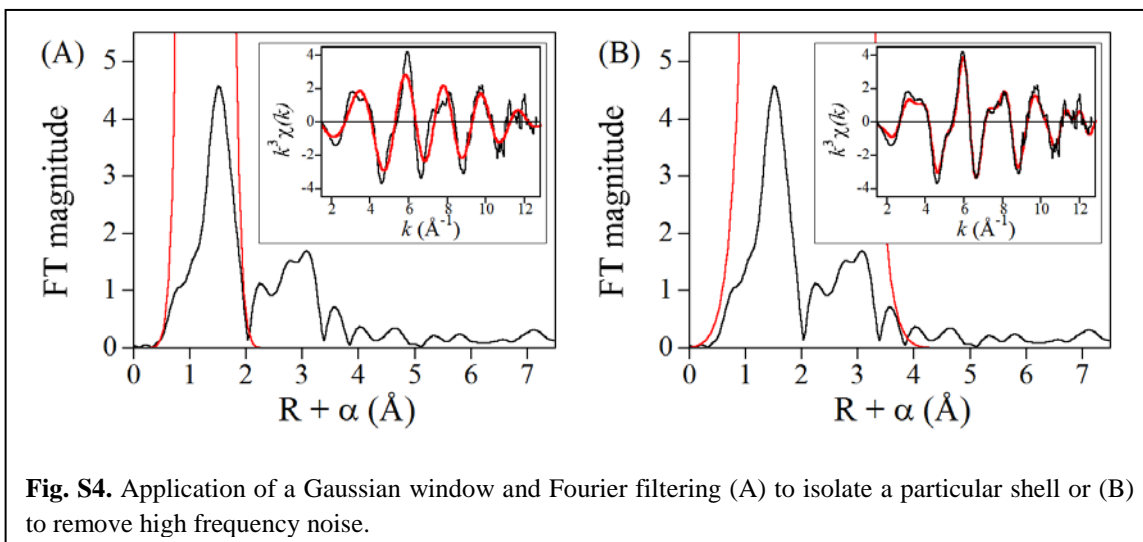 (A)
5
4
3
2
1
0
FT magnitude
4
2
0
-2
-4
k³χ(k)
2 4 6 8 10 12
k (Å⁻¹)
0 1 2 3 4 5 6 7
R + α (Å)
(B)
5
4
3
2
1
0
FT magnitude
4
2
0
-2
-4
k³χ(k)
2 4 6 8 10 12
k (Å⁻¹)
0 1 2 3 4 5 6 7
R + α (Å)
Fig. S4. Application of a Gaussian window and Fourier filtering (A) to isolate a particular shell or (B)
to remove high frequency noise.